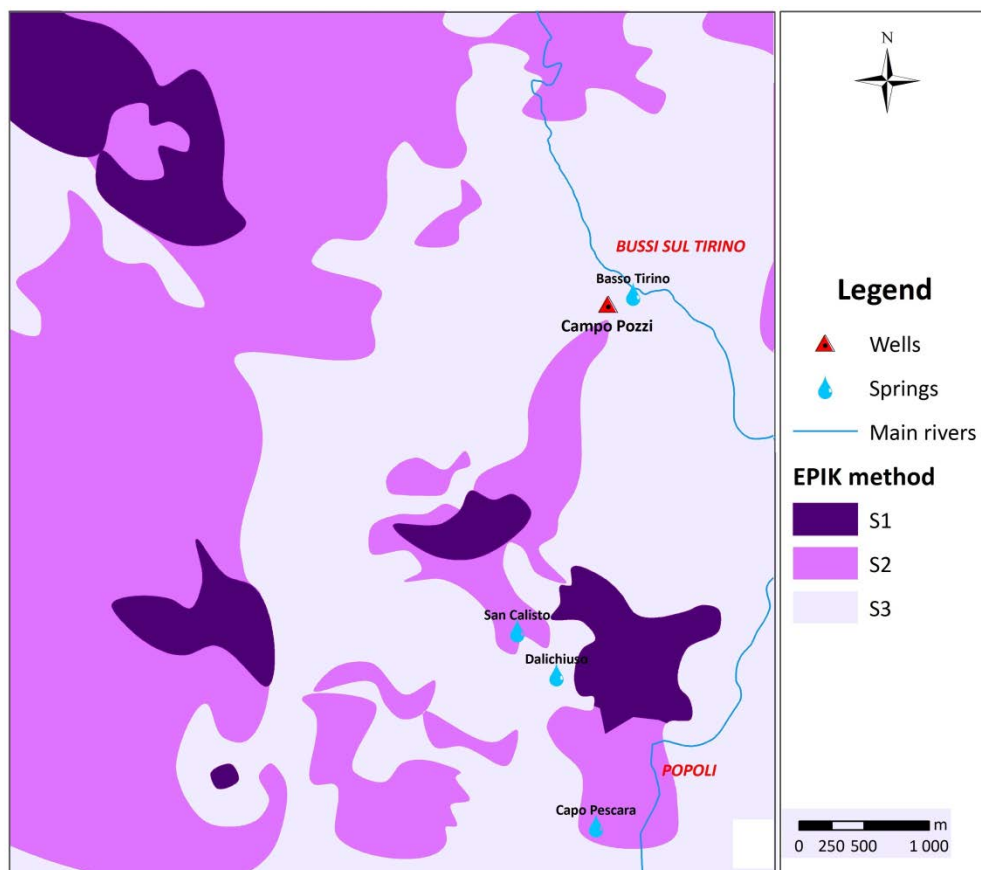 BUSSI SUL TIRINO
Basso Tirino
Campo Pozzi
San Calisto
Dalichiuso
POPOLI
Capo Pescara
N
Legend
Wells
Springs
Main rivers
EPIK method
S1
S2
S3
m
0 250 500 1 000